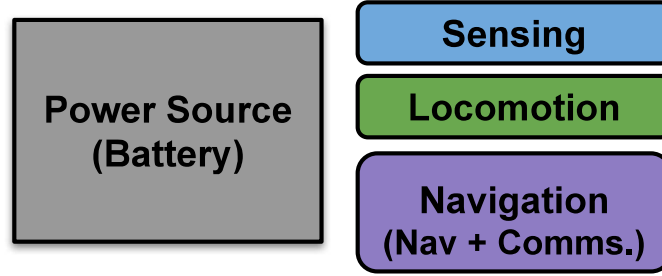 Power Source
(Battery)
Sensing
Locomotion
Navigation
(Nav + Comms.)